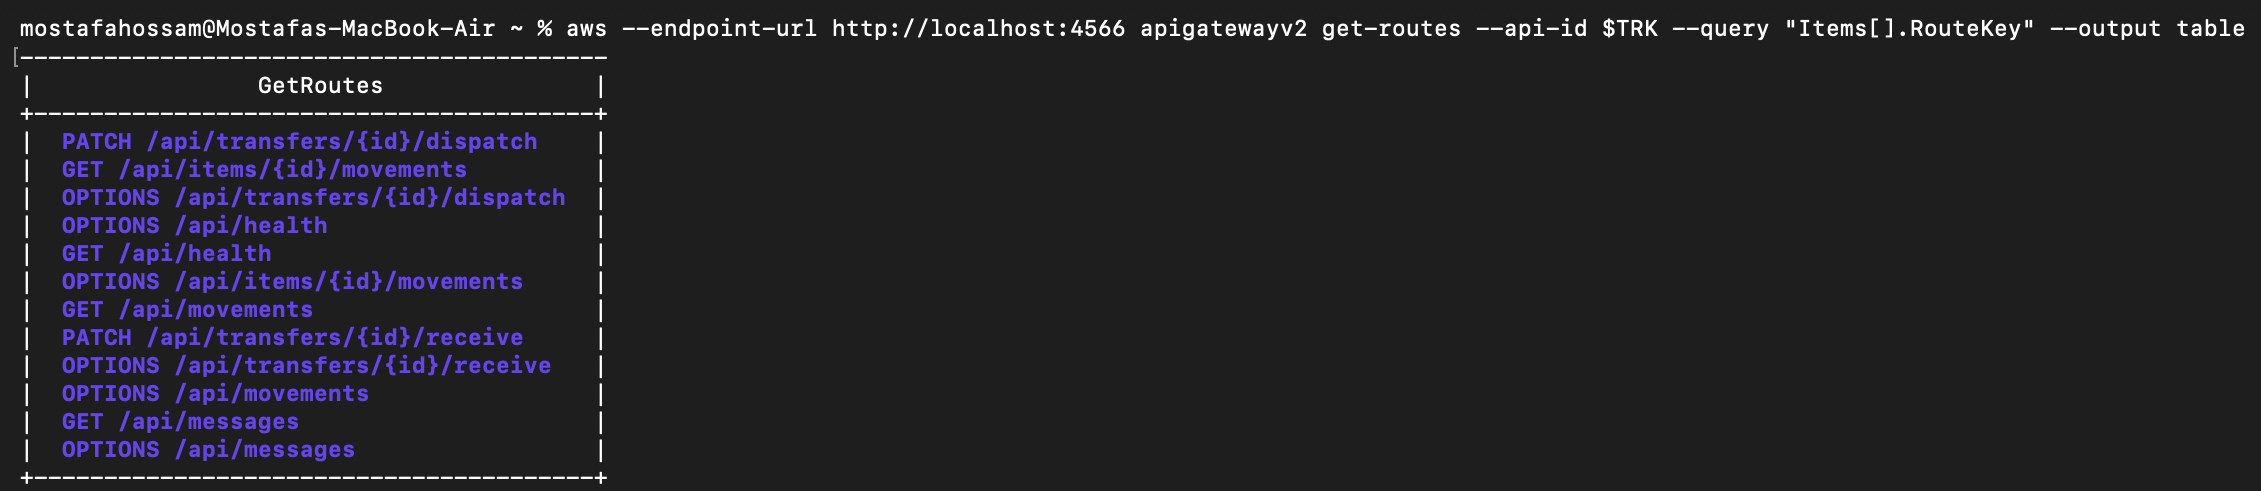 mostafahossam@Mostafas-MacBook-Air ~ % aws --endpoint-url http://localhost:4566 apigatewayv2 get-routes --api-id $TRK --query "Items[].RouteKey" --output table
[------------------------------------------
|                GetRoutes               |
+----------------------------------------+
|  PATCH /api/transfers/{id}/dispatch    |
|  GET /api/items/{id}/movements         |
|  OPTIONS /api/transfers/{id}/dispatch  |
|  OPTIONS /api/health                   |
|  GET /api/health                       |
|  OPTIONS /api/items/{id}/movements     |
|  GET /api/movements                    |
|  PATCH /api/transfers/{id}/receive     |
|  OPTIONS /api/transfers/{id}/receive   |
|  OPTIONS /api/movements                |
|  GET /api/messages                     |
|  OPTIONS /api/messages                 |
+----------------------------------------+